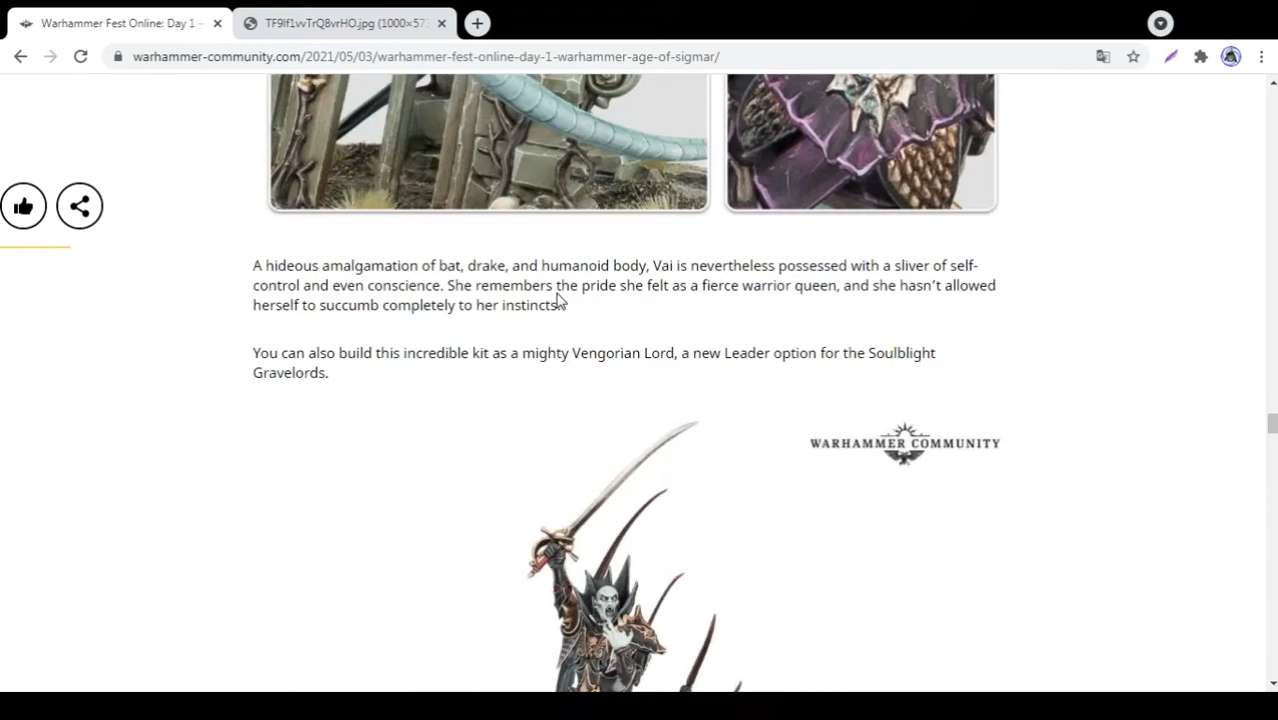 Warhammer Fest Online: Day 1 –
warhammer-community.com/2021/05/03/warhammer-fest-online-day-1-warhammer-age-of-sigmar/
A hideous amalgamation of bat, drake, and humanoid body, Vai is nevertheless possessed with a sliver of self-
control and even conscience. She remembers the pride she felt as a fierce warrior queen, and she hasn't allowed
herself to succumb completely to her instincts.
You can also build this incredible kit as a mighty Vengorian Lord, a new Leader option for the Soulblight
Gravelords.
WARHAMMER COMMUNITY